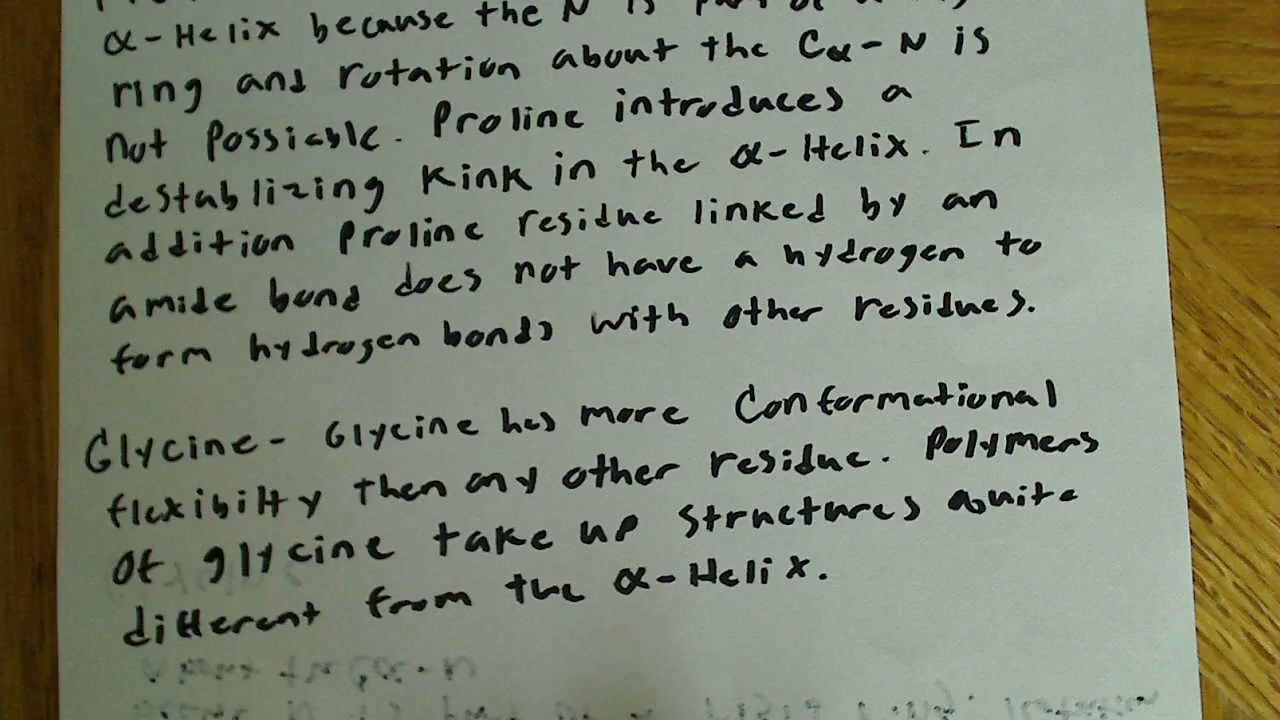 α-Helix because the N is part of a
ring and rotation about the Cα-N is
not Possiable. Proline introduces a
destablizing kink in the α-Helix. In
addition Proline residue linked by an
amide bond does not have a hydrogen to
form hydrogen bonds with other residues.
Glycine- Glycine has more Conformational
flexibilty then any other residue. Polymers
of glycine take up structures quite
different from the α-Helix.